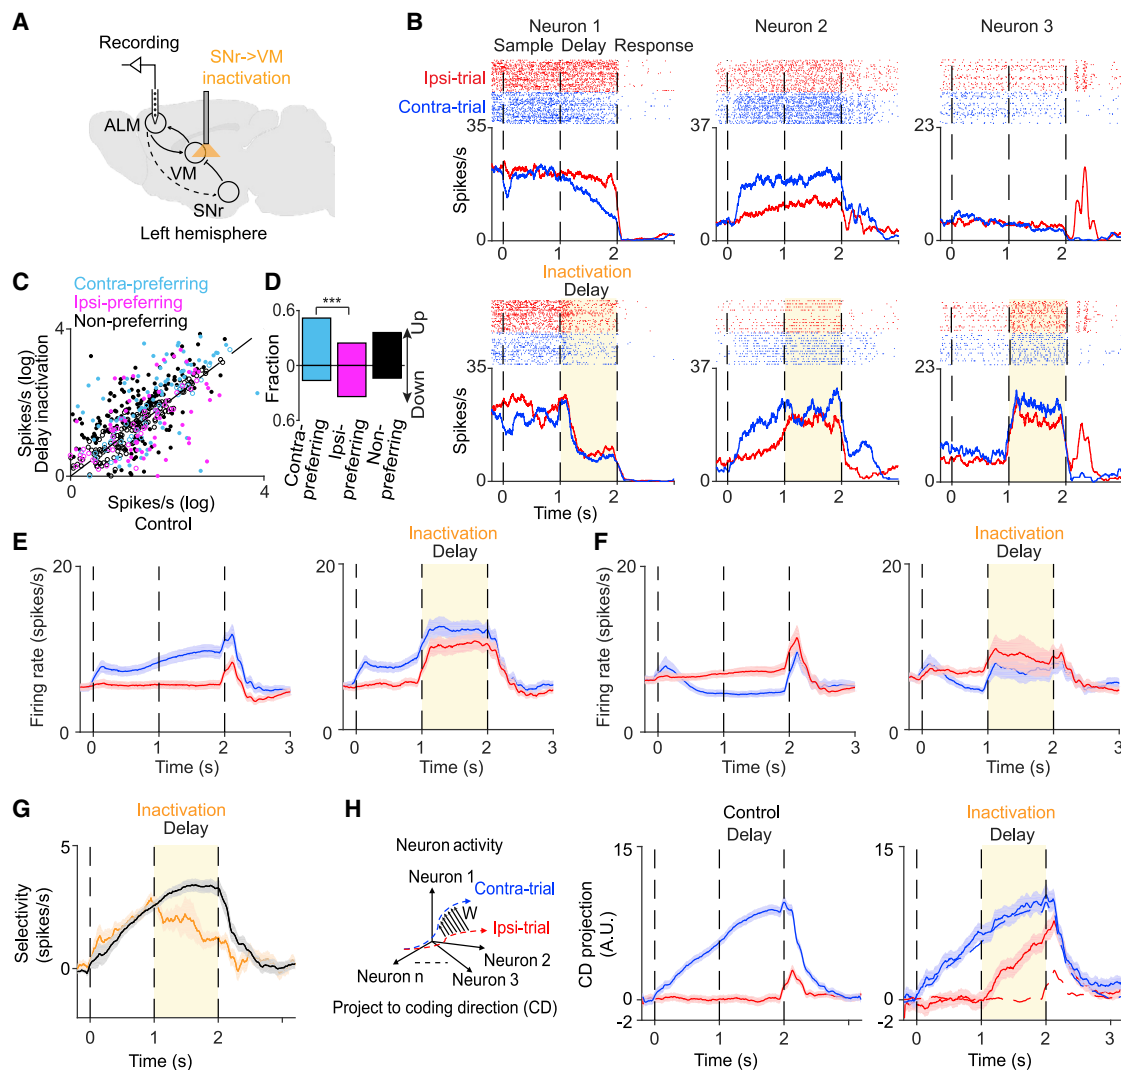 A
Recording
SNr->VM
inactivation
ALM
VM
SNr
Left hemisphere
B
Neuron 1
Neuron 2
Neuron 3
Sample Delay Response
Ipsi-trial
Contra-trial
35
37
23
Spikes/s
0
0
0
0 1 2
0 1 2
0 1 2
Inactivation
Delay
35
37
23
Spikes/s
0
0
0
0 1 2
0 1 2
0 1 2
Time (s)
C
Contra-preferring
Ipsi-preferring
Non-preferring
4
Spikes/s (log)
Delay inactivation
0
0 4
Spikes/s (log)
Control
D
***
0.6
Fraction
0
0.6
Up
Down
Contra-
preferring
Ipsi-
preferring
Non-
preferring
E
Inactivation
Delay
20
20
Firing rate (spikes/s)
0
0
0 1 2 3
0 1 2 3
Time (s)
Time (s)
F
Inactivation
Delay
20
20
Firing rate (spikes/s)
0
0
0 1 2 3
0 1 2 3
Time (s)
Time (s)
G
Inactivation
Delay
5
Selectivity
(spikes/s)
0
0 1 2
Time (s)
H
Neuron activity
Neuron 1
Contra-trial
W
Ipsi-trial
Neuron 2
Neuron 3
Neuron n
Project to coding direction (CD)
Control
Delay
15
CD projection
(A.U.)
0
-2
0 1 2
Time (s)
Inactivation
Delay
15
0
-2
0 1 2 3
Time (s)